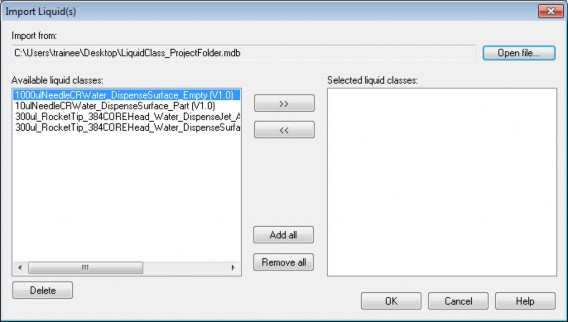 Import Liquid(s)
Import from:
C:\Users\trainee\Desktop\LiquidClass_ProjectFolder.mdb
Open file...
Available liquid classes:
Selected liquid classes:
1000ulNeedleCRWater_DispenseSurface_Empty (V1.0)
10ulNeedleCRWater_DispenseSurface_Part (V1.0)
300ul_RocketTip_384COREHead_Water_DispenseJet_A
300ul_RocketTip_384COREHead_Water_DispenseSurfa
>>
<<
Add all
Remove all
Delete
OK
Cancel
Help